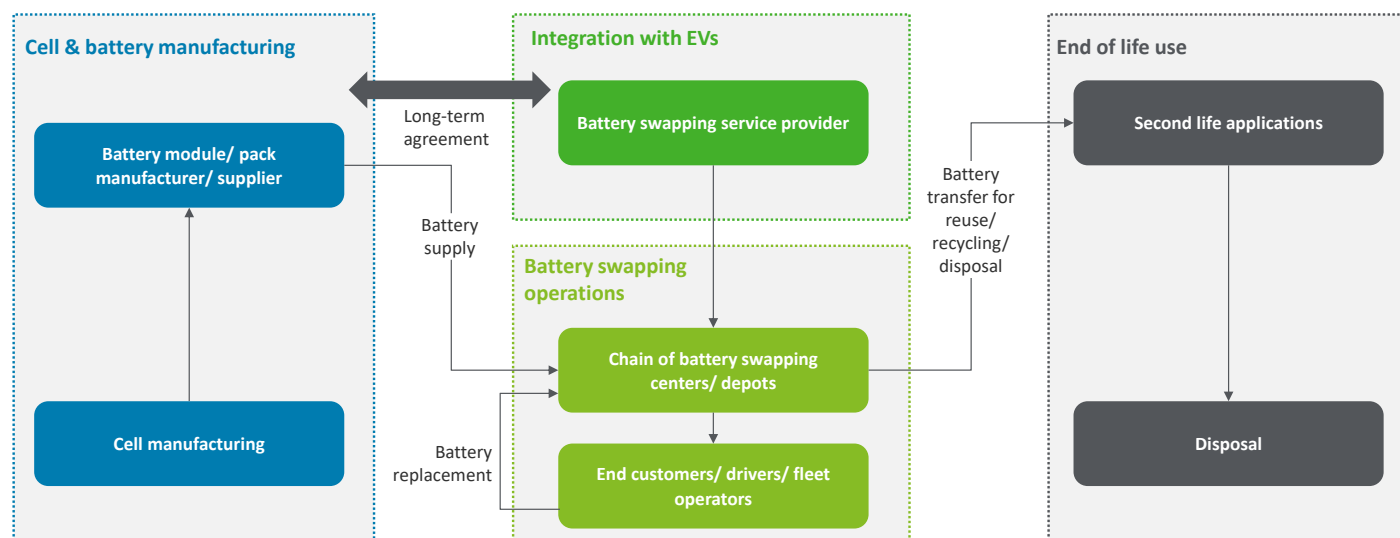 Cell & battery manufacturing
Battery module/ pack
manufacturer/ supplier
Cell manufacturing
Long-term
agreement
Battery
supply
Battery
replacement
Integration with EVs
Battery swapping service provider
Battery swapping
operations
Chain of battery swapping
centers/ depots
End customers/ drivers/ fleet
operators
Battery
transfer for
reuse/
recycling/
disposal
End of life use
Second life applications
Disposal